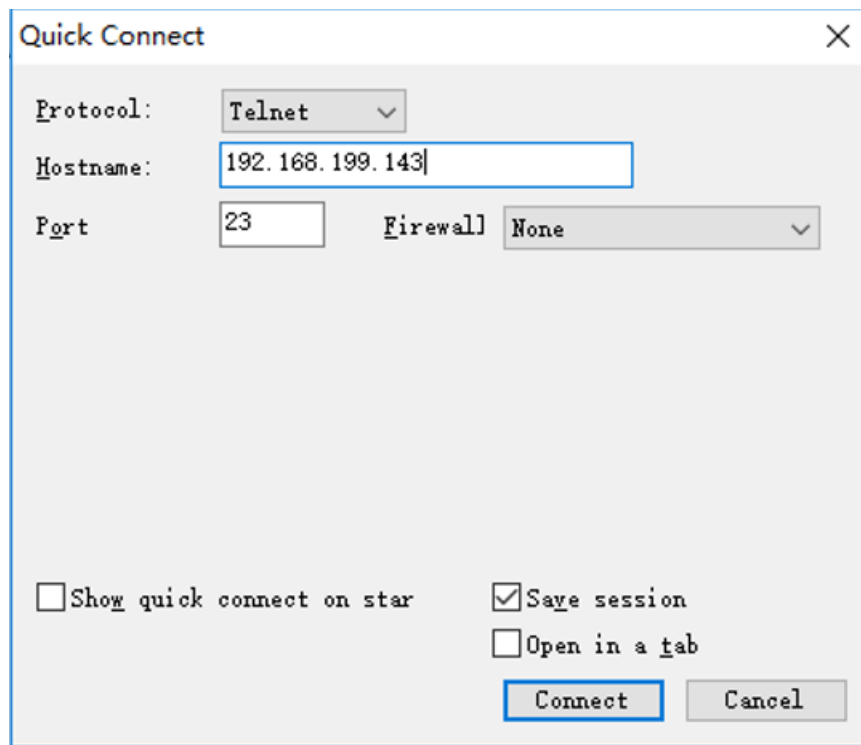 Quick Connect
Protocol: Telnet
Hostname: 192.168.199.143
Port 23 Firewall None
Show quick connect on star Save session
Open in a tab
Connect Cancel